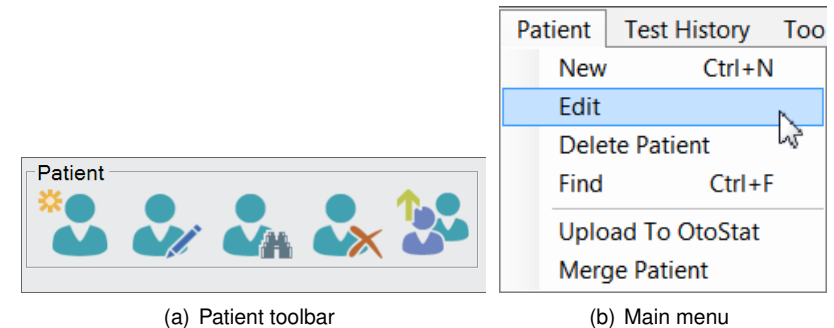 Patient
Patient Test History Too
New Ctrl+N
Edit
Delete Patient
Find Ctrl+F
Upload To OtoStat
Merge Patient
(a) Patient toolbar
(b) Main menu